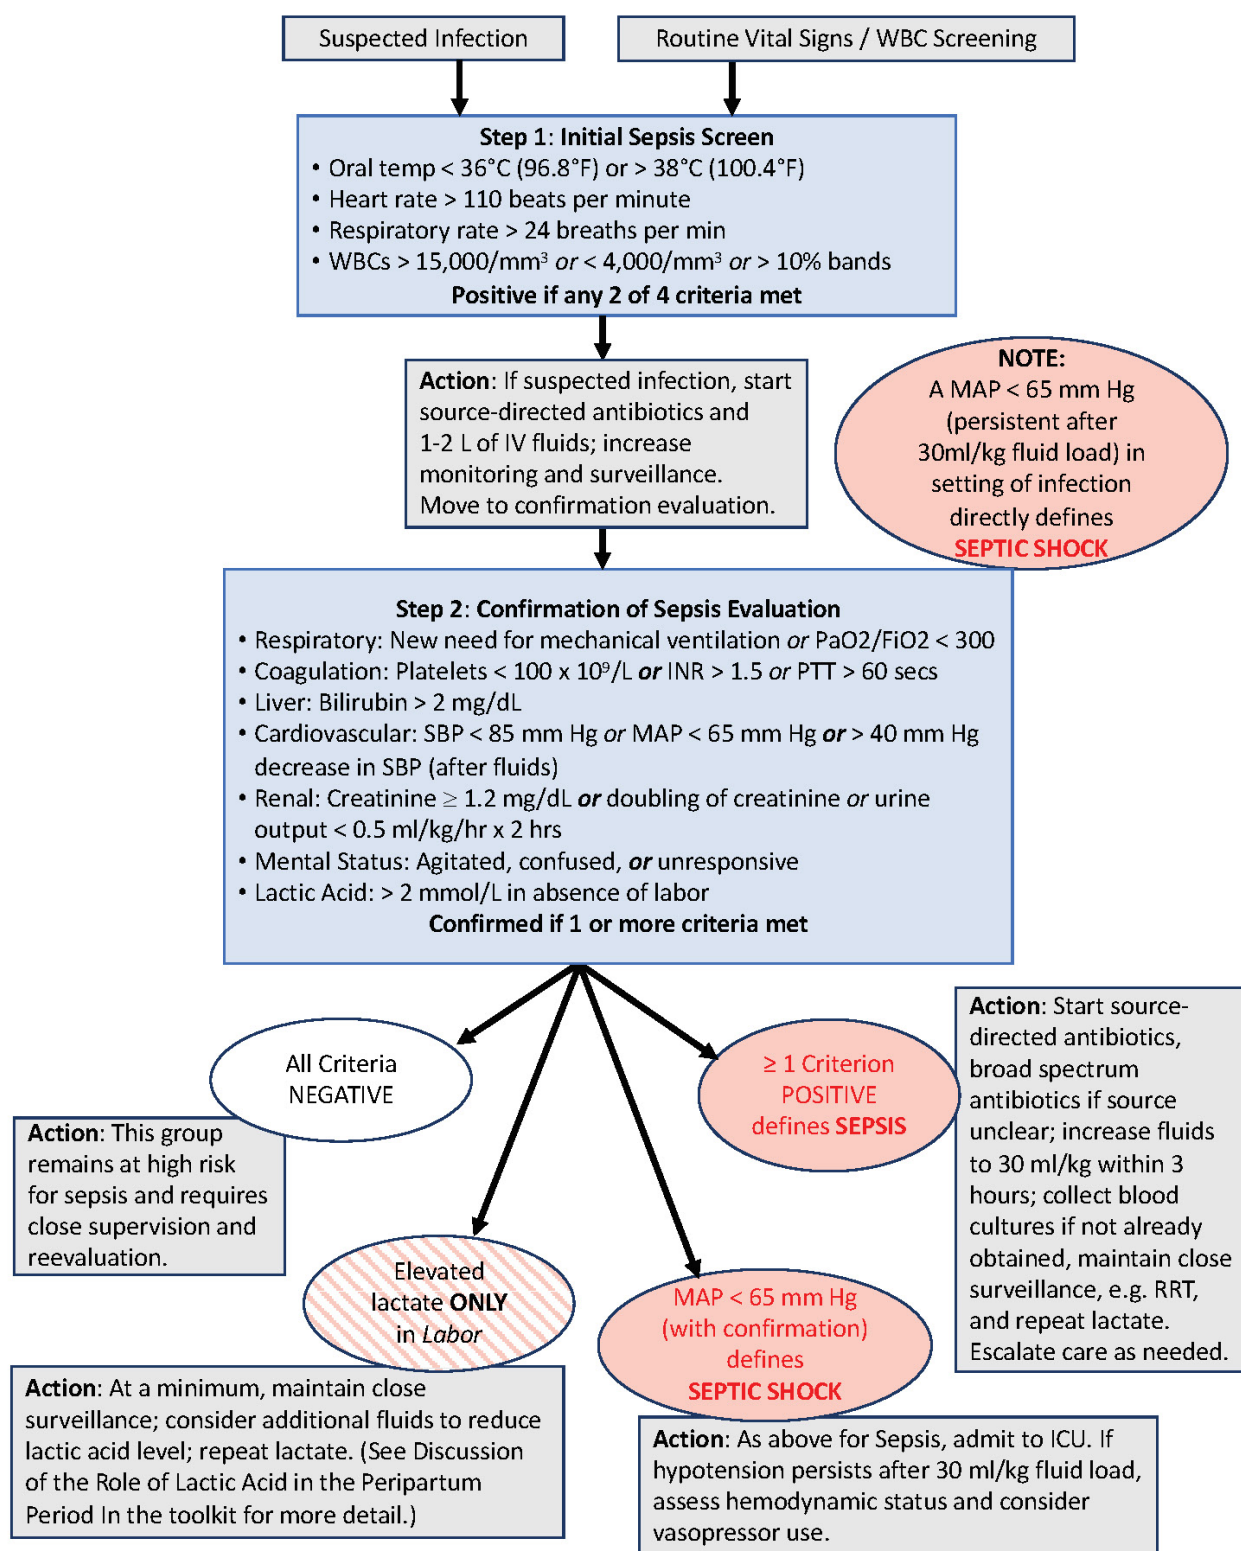 Suspected Infection
Routine Vital Signs / WBC Screening
Step 1: Initial Sepsis Screen
• Oral temp < 36°C (96.8°F) or > 38°C (100.4°F)
• Heart rate > 110 beats per minute
• Respiratory rate > 24 breaths per min
• WBCs > 15,000/mm³ or < 4,000/mm³ or > 10% bands
Positive if any 2 of 4 criteria met
Action: If suspected infection, start
source-directed antibiotics and
1-2 L of IV fluids; increase
monitoring and surveillance.
Move to confirmation evaluation.
NOTE:
A MAP < 65 mm Hg
(persistent after
30ml/kg fluid load) in
setting of infection
directly defines
SEPTIC SHOCK
Step 2: Confirmation of Sepsis Evaluation
• Respiratory: New need for mechanical ventilation or PaO2/FiO2 < 300
• Coagulation: Platelets < 100 x 10⁹/L or INR > 1.5 or PTT > 60 secs
• Liver: Bilirubin > 2 mg/dL
• Cardiovascular: SBP < 85 mm Hg or MAP < 65 mm Hg or > 40 mm Hg
decrease in SBP (after fluids)
• Renal: Creatinine ≥ 1.2 mg/dL or doubling of creatinine or urine
output < 0.5 ml/kg/hr x 2 hrs
• Mental Status: Agitated, confused, or unresponsive
• Lactic Acid: > 2 mmol/L in absence of labor
Confirmed if 1 or more criteria met
All Criteria
NEGATIVE
Action: This group
remains at high risk
for sepsis and requires
close supervision and
reevaluation.
Elevated
lactate ONLY
in Labor
Action: At a minimum, maintain close
surveillance; consider additional fluids to reduce
lactic acid level; repeat lactate. (See Discussion
of the Role of Lactic Acid in the Peripartum
Period In the toolkit for more detail.)
MAP < 65 mm Hg
(with confirmation)
defines
SEPTIC SHOCK
Action: As above for Sepsis, admit to ICU. If
hypotension persists after 30 ml/kg fluid load,
assess hemodynamic status and consider
vasopressor use.
≥ 1 Criterion
POSITIVE
defines SEPSIS
Action: Start source-
directed antibiotics,
broad spectrum
antibiotics if source
unclear; increase fluids
to 30 ml/kg within 3
hours; collect blood
cultures if not already
obtained, maintain close
surveillance, e.g. RRT,
and repeat lactate.
Escalate care as needed.